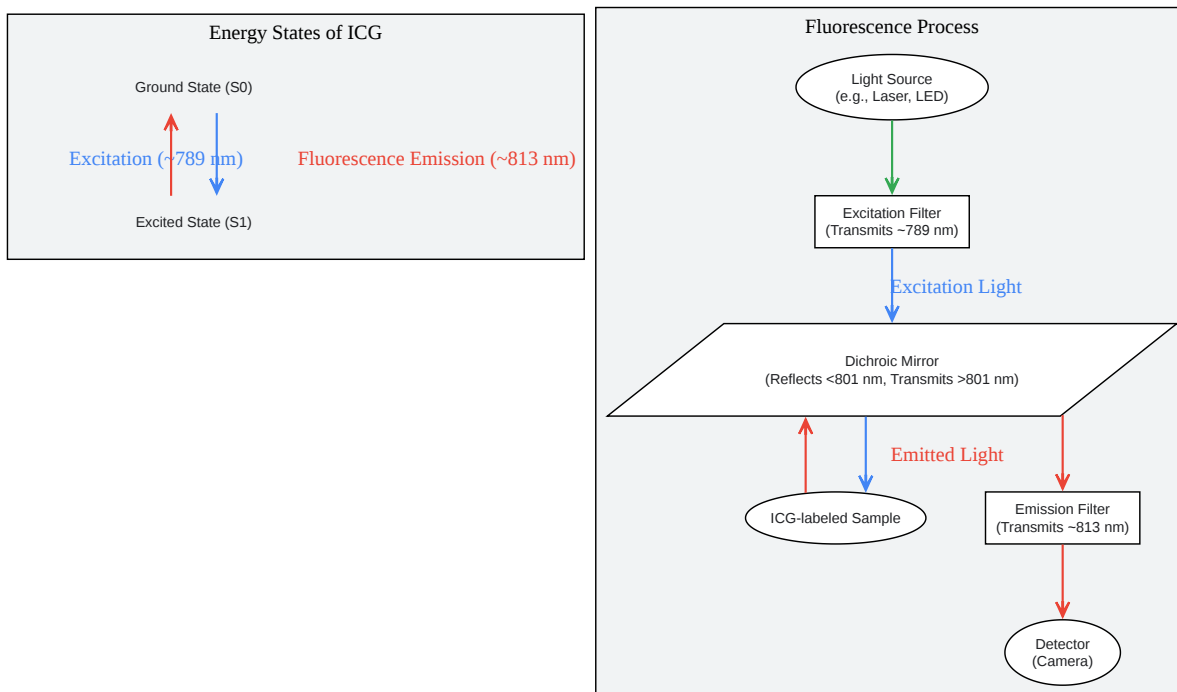 Energy States of ICG
Ground State (S0)
Excitation (~789 nm)
Fluorescence Emission (~813 nm)
Excited State (S1)
Fluorescence Process
Light Source
(e.g., Laser, LED)
Excitation Filter
(Transmits ~789 nm)
Excitation Light
Dichroic Mirror
(Reflects <801 nm, Transmits >801 nm)
Emitted Light
ICG-labeled Sample
Emission Filter
(Transmits ~813 nm)
Detector
(Camera)